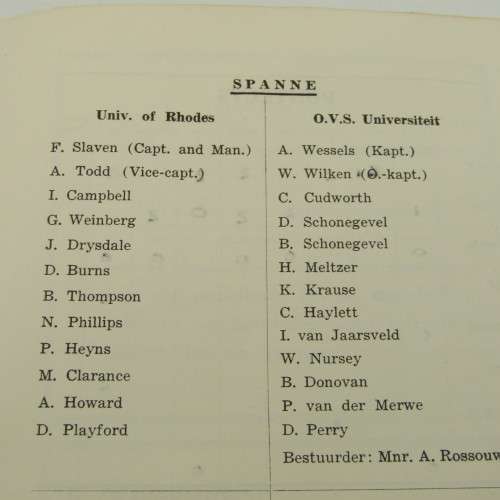 SPANNE
Univ. of Rhodes
F. Slaven (Capt. and Man.)
A. Todd (Vice-capt.)
I. Campbell
G. Weinberg
J. Drysdale
D. Burns
B. Thompson
N. Phillips
P. Heyns
M. Clarance
A. Howard
D. Playford
O.V.S. Universiteit
A. Wessels (Kapt.)
W. Wilken (O.-kapt.)
C. Cudworth
D. Schonegevel
B. Schonegevel
H. Meltzer
K. Krause
C. Haylett
I. van Jaarsveld
W. Nursey
B. Donovan
P. van der Merwe
D. Perry
Bestuurder: Mnr. A. Rossouw